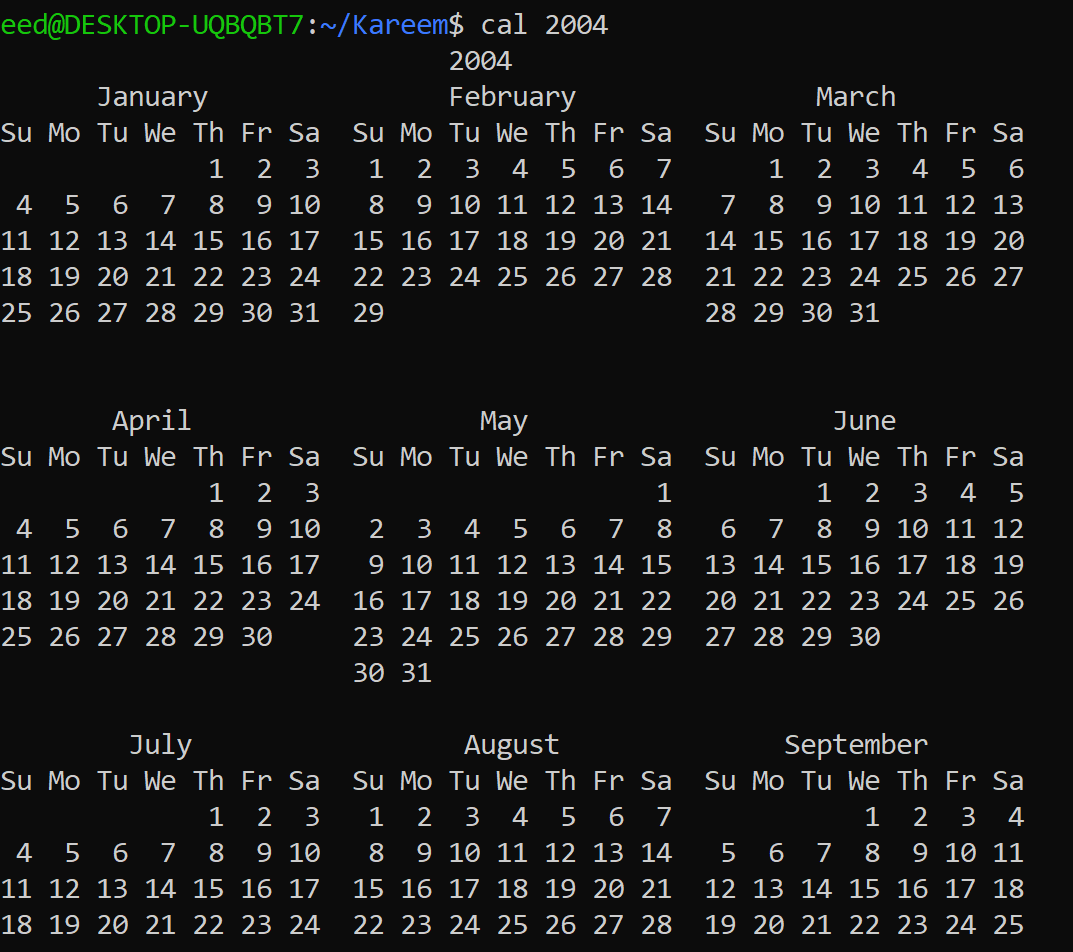 eed@DESKTOP-UQBQBT7:~/Kareem$ cal 2004
                            2004
      January               February               March
Su Mo Tu We Th Fr Sa  Su Mo Tu We Th Fr Sa  Su Mo Tu We Th Fr Sa
             1  2  3   1  2  3  4  5  6  7      1  2  3  4  5  6
 4  5  6  7  8  9 10   8  9 10 11 12 13 14   7  8  9 10 11 12 13
11 12 13 14 15 16 17  15 16 17 18 19 20 21  14 15 16 17 18 19 20
18 19 20 21 22 23 24  22 23 24 25 26 27 28  21 22 23 24 25 26 27
25 26 27 28 29 30 31  29                    28 29 30 31

       April                  May                   June
Su Mo Tu We Th Fr Sa  Su Mo Tu We Th Fr Sa  Su Mo Tu We Th Fr Sa
             1  2  3                     1         1  2  3  4  5
 4  5  6  7  8  9 10   2  3  4  5  6  7  8   6  7  8  9 10 11 12
11 12 13 14 15 16 17   9 10 11 12 13 14 15  13 14 15 16 17 18 19
18 19 20 21 22 23 24  16 17 18 19 20 21 22  20 21 22 23 24 25 26
25 26 27 28 29 30     23 24 25 26 27 28 29  27 28 29 30
                      30 31

        July                 August              September
Su Mo Tu We Th Fr Sa  Su Mo Tu We Th Fr Sa  Su Mo Tu We Th Fr Sa
             1  2  3   1  2  3  4  5  6  7            1  2  3  4
 4  5  6  7  8  9 10   8  9 10 11 12 13 14   5  6  7  8  9 10 11
11 12 13 14 15 16 17  15 16 17 18 19 20 21  12 13 14 15 16 17 18
18 19 20 21 22 23 24  22 23 24 25 26 27 28  19 20 21 22 23 24 25